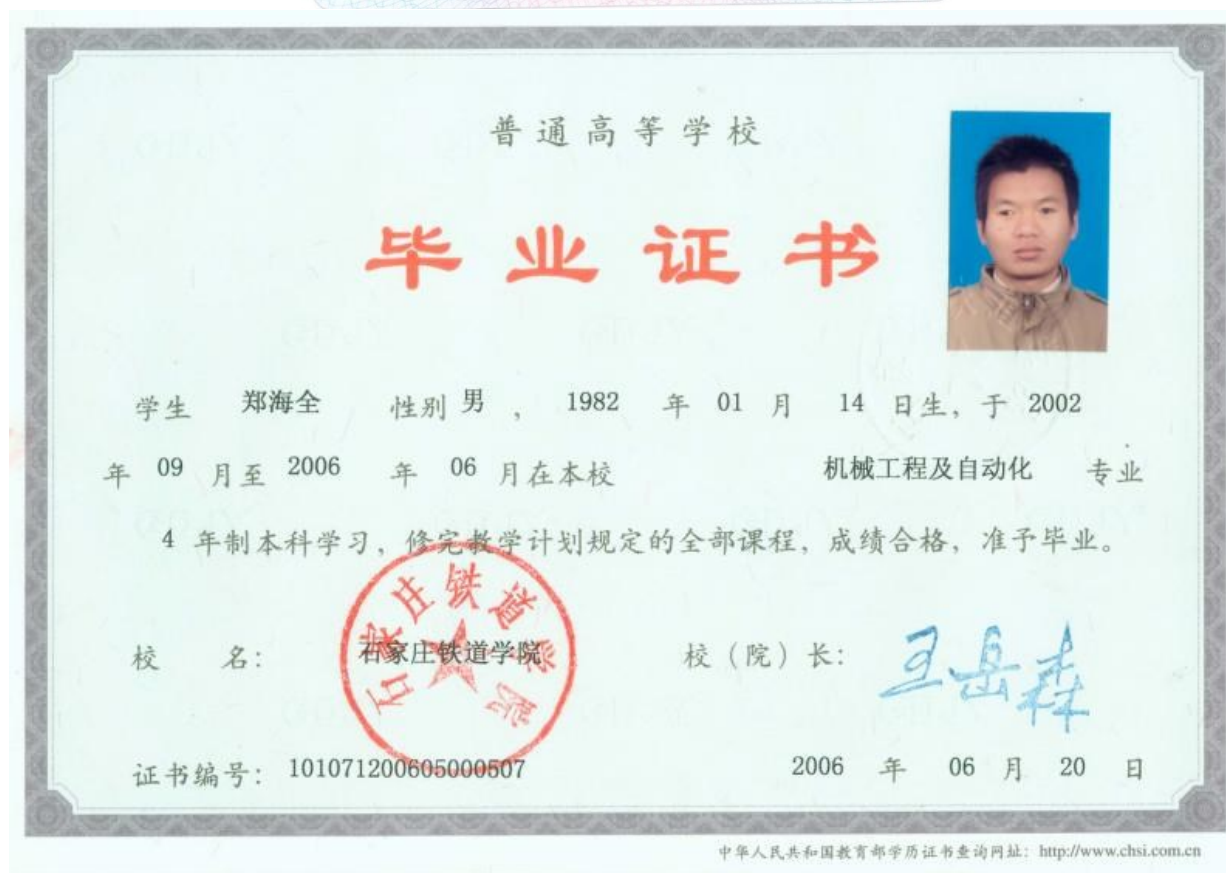 普通高等学校
毕业证书
学生 郑海全 性别 男 , 1982 年 01 月 14 日生, 于 2002
年 09 月至 2006 年 06 月在本校 机械工程及自动化 专业
4 年制本科学习, 修完教学计划规定的全部课程, 成绩合格, 准予毕业。
石家庄铁道学院
校 名: 石家庄铁道学院 校(院)长: 王岳森
证书编号: 101071200605000507 2006 年 06 月 20 日
中华人民共和国教育部学历证书查询网址: http://www.chsi.com.cn